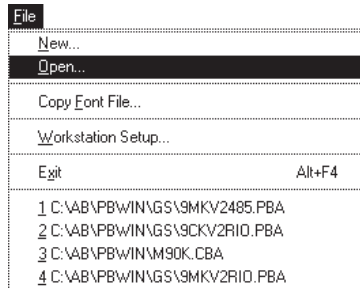 File
New...
Open...
Copy Font File...
Workstation Setup...
Exit Alt+F4
1 C:\AB\PBWIN\GS\9MKV2485.PBA
2 C:\AB\PBWIN\GS\9CKV2RIO.PBA
3 C:\AB\PBWIN\M90K.CBA
4 C:\AB\PBWIN\GS\9MKV2RIO.PBA